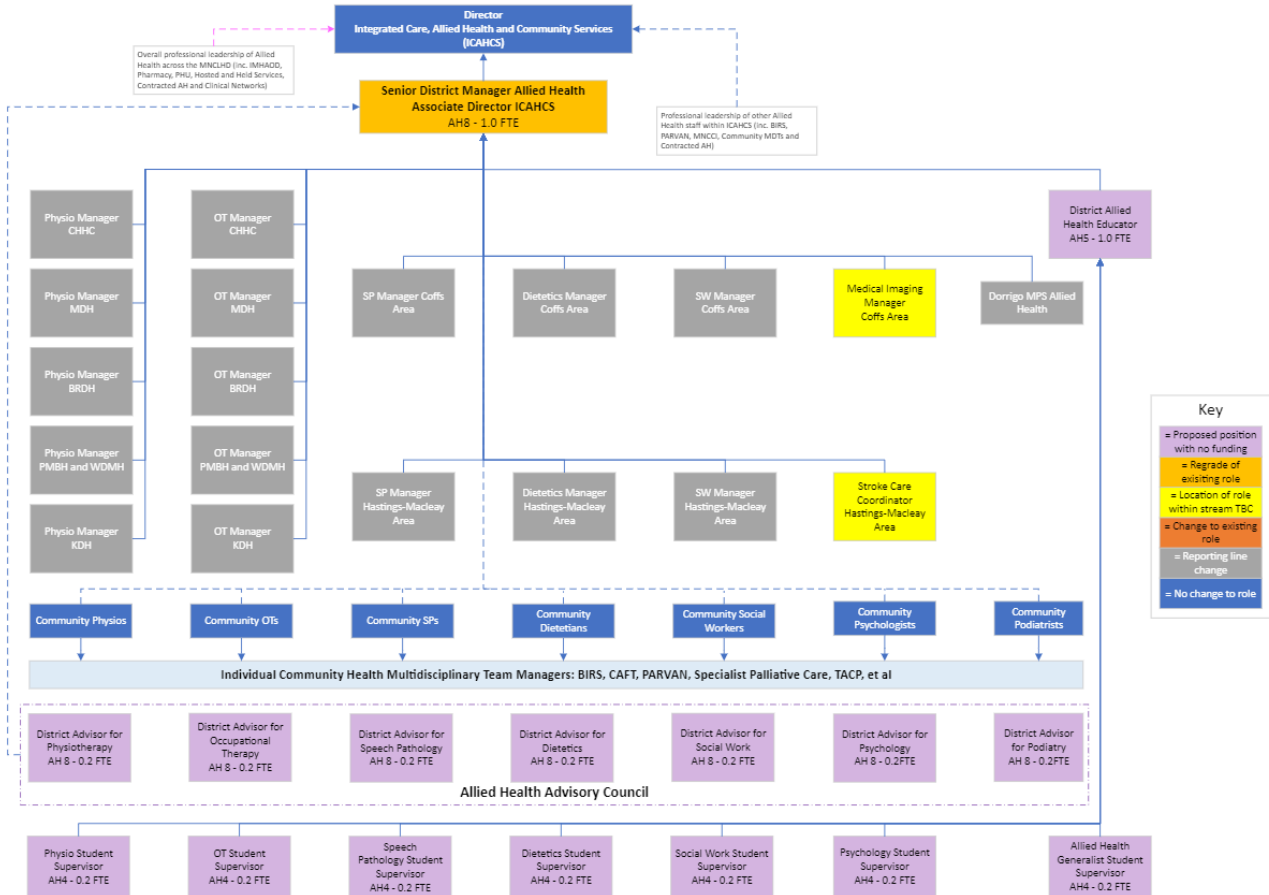 Director
Integrated Care, Allied Health and Community Services
(ICAHCS)
Overall professional leadership of Allied
Health across the MNCLHD (inc. IMHAOD,
Pharmacy, PHU, Hosted and Held Services,
Contracted AH and Clinical Networks)
Senior District Manager Allied Health
Associate Director ICAHCS
AH8 - 1.0 FTE
Professional leadership of other Allied
Health staff within ICAHCS (inc. BIRS,
PARVAN, MNCCI, Community MDTs and
Contracted AH)
Physio Manager
CHHC
OT Manager
CHHC
District Allied
Health Educator
AH5 - 1.0 FTE
Physio Manager
MDH
OT Manager
MDH
SP Manager Coffs
Area
Dietetics Manager
Coffs Area
SW Manager
Coffs Area
Medical Imaging
Manager
Coffs Area
Dorrigo MPS Allied
Health
Physio Manager
BRDH
OT Manager
BRDH
Physio Manager
PMBH and WDMH
OT Manager
PMBH and WDMH
SP Manager
Hastings-Macleay
Area
Dietetics Manager
Hastings-Macleay
Area
SW Manager
Hastings-Macleay
Area
Stroke Care
Coordinator
Hastings-Macleay
Area
Physio Manager
KDH
OT Manager
KDH
Key
= Proposed position
with no funding
= Regrade of
exisiting role
= Location of role
within stream TBC
= Change to existing
role
= Reporting line
change
= No change to role
Community Physios
Community OTs
Community SPs
Community
Dietetians
Community Social
Workers
Community
Psychologists
Community
Podiatrists
Individual Community Health Multidisciplinary Team Managers: BIRS, CAFT, PARVAN, Specialist Palliative Care, TACP, et al
District Advisor for
Physiotherapy
AH 8 - 0.2 FTE
District Advisor for
Occupational
Therapy
AH 8 - 0.2 FTE
District Advisor for
Speech Pathology
AH 8 - 0.2 FTE
District Advisor for
Dietetics
AH 8 - 0.2 FTE
District Advisor for
Social Work
AH 8 - 0.2 FTE
District Advisor for
Psychology
AH 8 - 0.2FTE
District Advisor
for Podiatry
AH 8 - 0.2FTE
Allied Health Advisory Council
Physio Student
Supervisor
AH4 - 0.2 FTE
OT Student
Supervisor
AH4 - 0.2 FTE
Speech
Pathology Student
Supervisor
AH4 - 0.2 FTE
Dietetics Student
Supervisor
AH4 - 0.2 FTE
Social Work Student
Supervisor
AH4 - 0.2 FTE
Psychology Student
Supervisor
AH4 - 0.2 FTE
Allied Health
Generalist Student
Supervisor
AH4 - 0.2 FTE